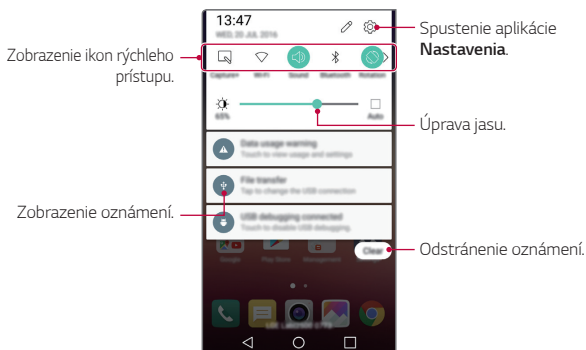 13:47
WED, 20 JUL 2016
Spustenie aplikácie
Nastavenia.
Zobrazenie ikon rýchleho
prístupu.
Capture+ Wi-Fi Sound Bluetooth Rotation
65% Auto
Úprava jasu.
Data usage warning
Touch to view usage and settings
File transfer
Tap to change the USB connection
Zobrazenie oznámení.
USB debugging connected
Touch to disable USB debugging.
Clear
Odstránenie oznámení.
Google Play Store Management